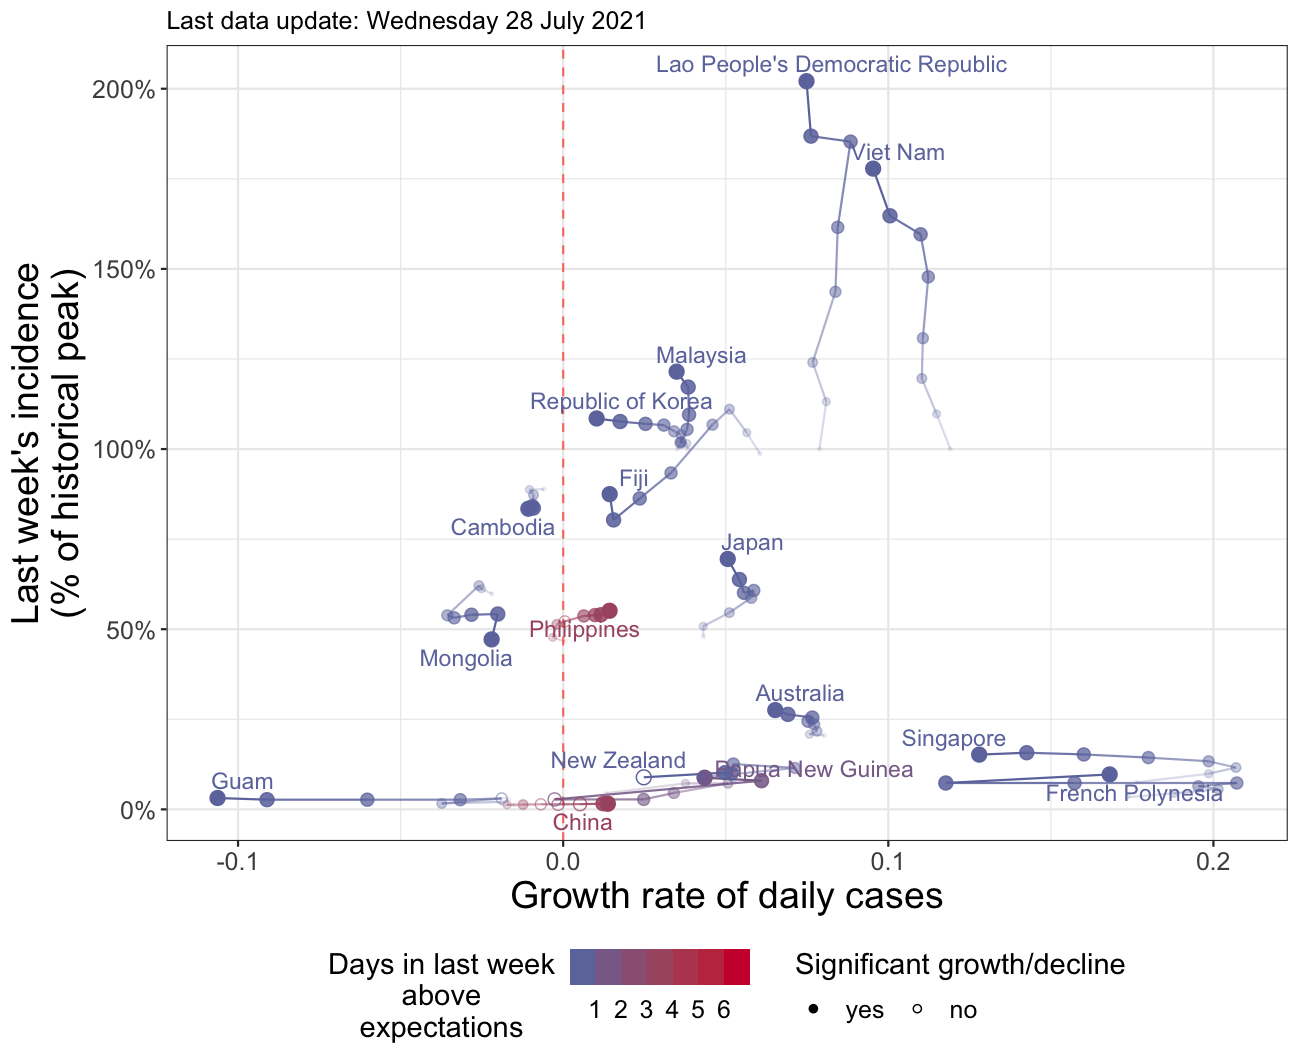 Last data update: Wednesday 28 July 2021
Lao People's Democratic Republic
200%
Viet Nam
150%
Malaysia
Republic of Korea
100%
Fiji
Cambodia
Japan
50%
Philippines
Mongolia
Australia
Singapore
New Zealand
Papua New Guinea
Guam
French Polynesia
0%
China
Last week's incidence
(% of historical peak)
-0.1
0.0
0.1
0.2
Growth rate of daily cases
Days in last week
above
expectations
1 2 3 4 5 6
Significant growth/decline
yes
no